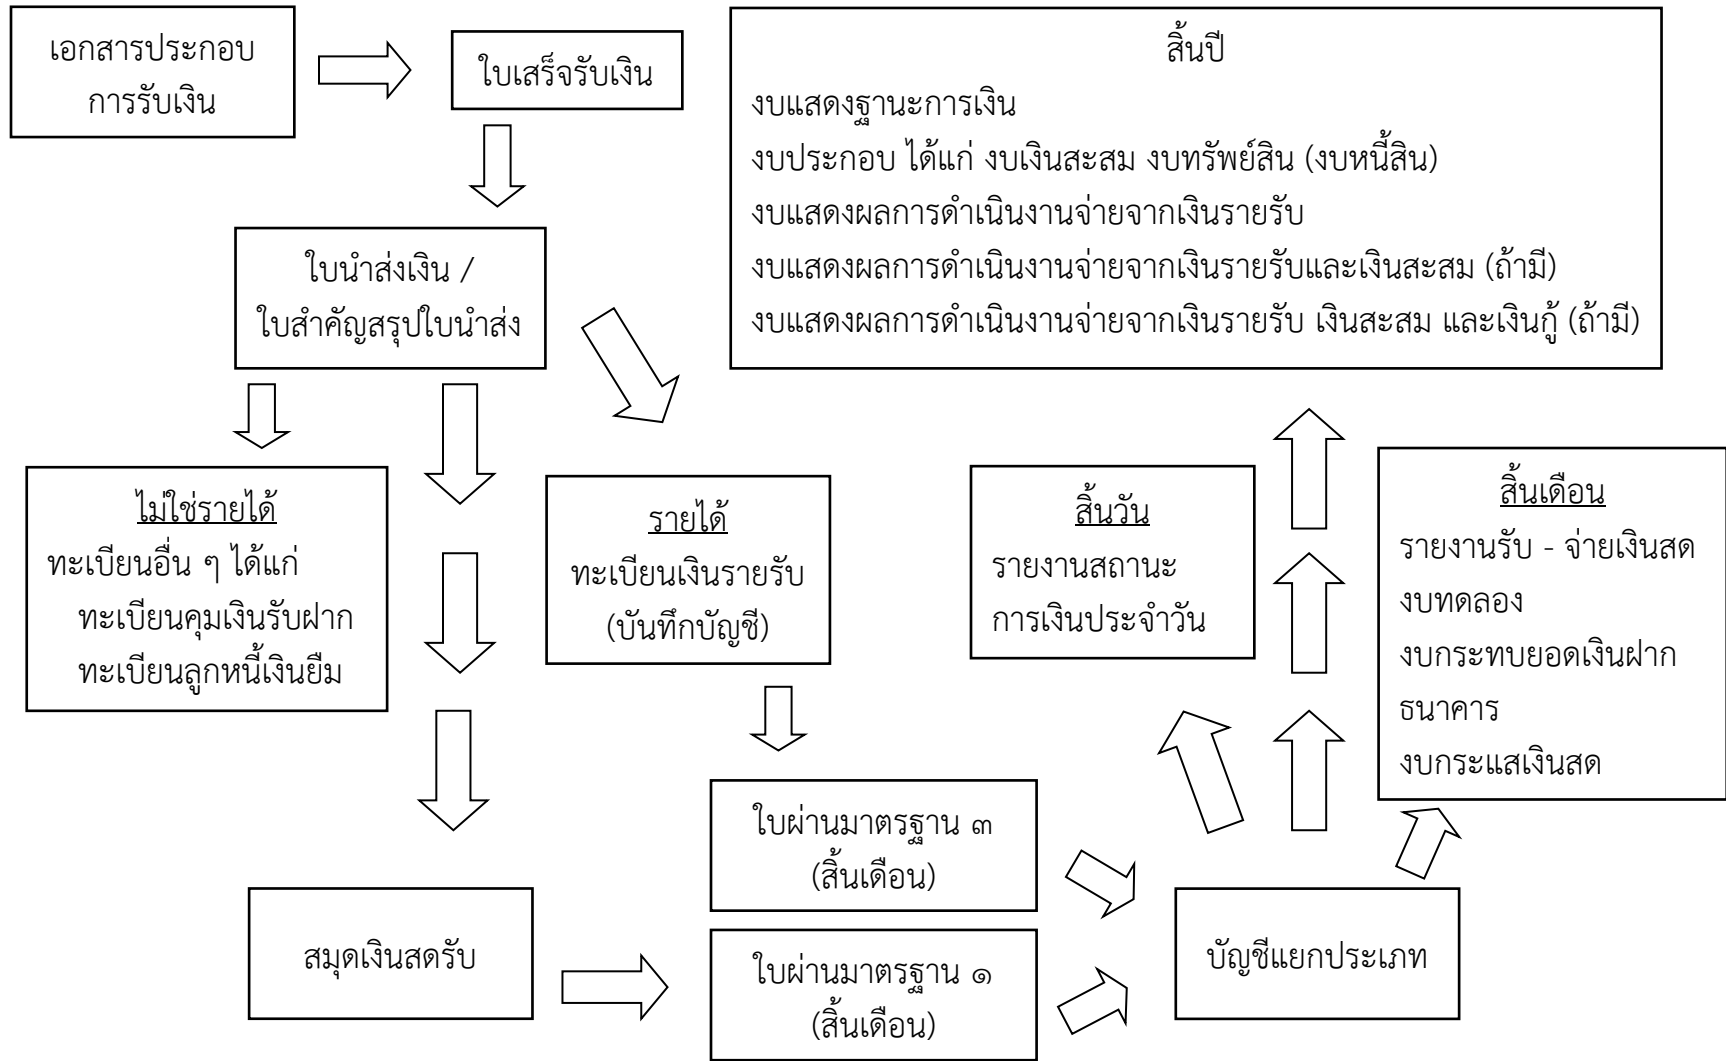 เอกสารประกอบ
การรับเงิน
ใบเสร็จรับเงิน
สิ้นปี
งบแสดงฐานะการเงิน
งบประกอบ ได้แก่ งบเงินสะสม งบทรัพย์สิน (งบหนี้สิน)
งบแสดงผลการดำเนินงานจ่ายจากเงินรายรับ
งบแสดงผลการดำเนินงานจ่ายจากเงินรายรับและเงินสะสม (ถ้ามี)
งบแสดงผลการดำเนินงานจ่ายจากเงินรายรับ เงินสะสม และเงินกู้ (ถ้ามี)
ใบนำส่งเงิน /
ใบสำคัญสรุปใบนำส่ง
ไม่ใช่รายได้
ทะเบียนอื่น ๆ ได้แก่
ทะเบียนคุมเงินรับฝาก
ทะเบียนลูกหนี้เงินยืม
รายได้
ทะเบียนเงินรายรับ
(บันทึกบัญชี)
สิ้นวัน
รายงานสถานะ
การเงินประจำวัน
สิ้นเดือน
รายงานรับ - จ่ายเงินสด
งบทดลอง
งบกระทบยอดเงินฝาก
ธนาคาร
งบกระแสเงินสด
ใบผ่านมาตรฐาน ๓
(สิ้นเดือน)
สมุดเงินสดรับ
ใบผ่านมาตรฐาน ๑
(สิ้นเดือน)
บัญชีแยกประเภท